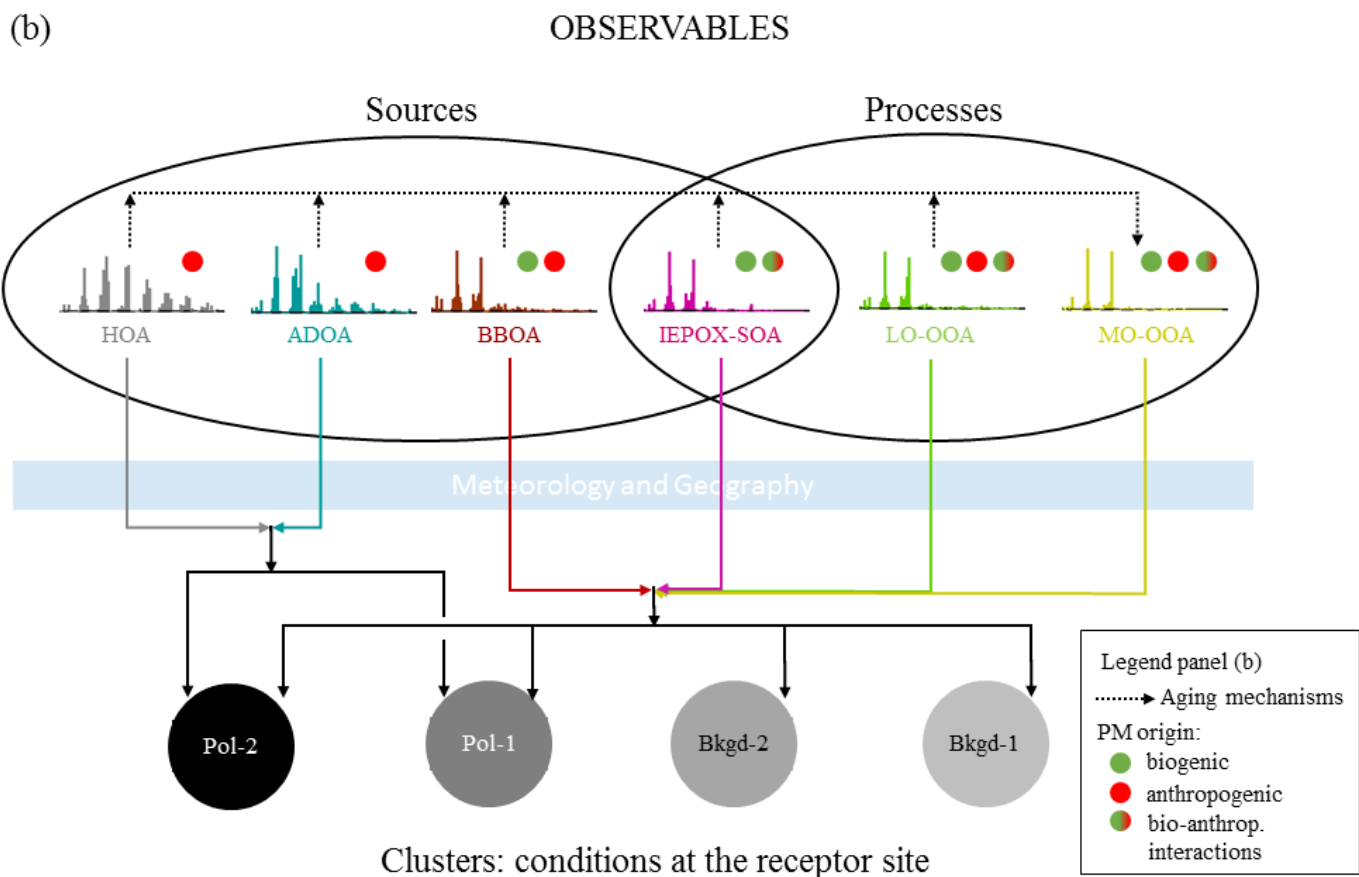 (b)
OBSERVABLES
Sources
Processes
HOA
ADOA
BBOA
IEPOX-SOA
LO-OOA
MO-OOA
Meteorology and Geography
Pol-2
Pol-1
Bkgd-2
Bkgd-1
Legend panel (b)
Aging mechanisms
PM origin:
biogenic
anthropogenic
bio-anthrop.
interactions
Clusters: conditions at the receptor site